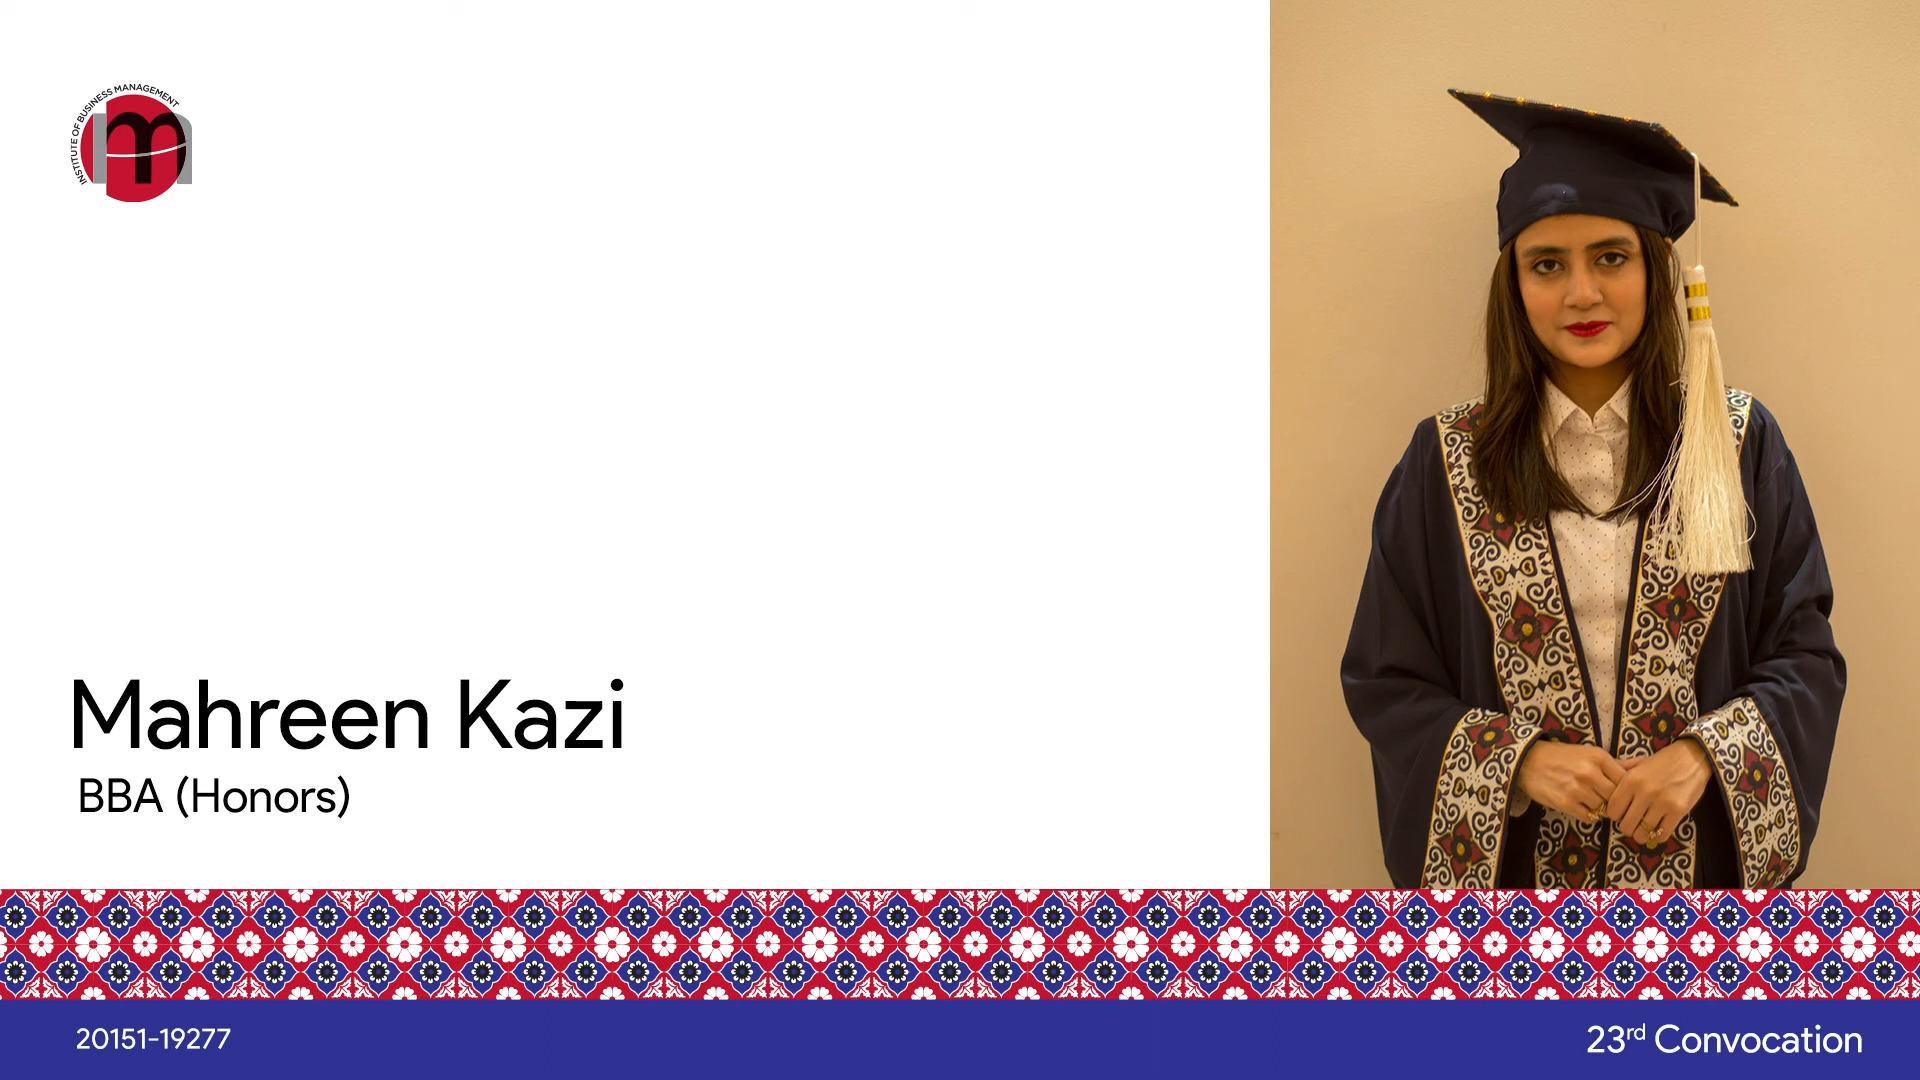 INSTITUTE OF BUSINESS MANAGEMENT
m
Mahreen Kazi
BBA (Honors)
20151-19277
23rd Convocation